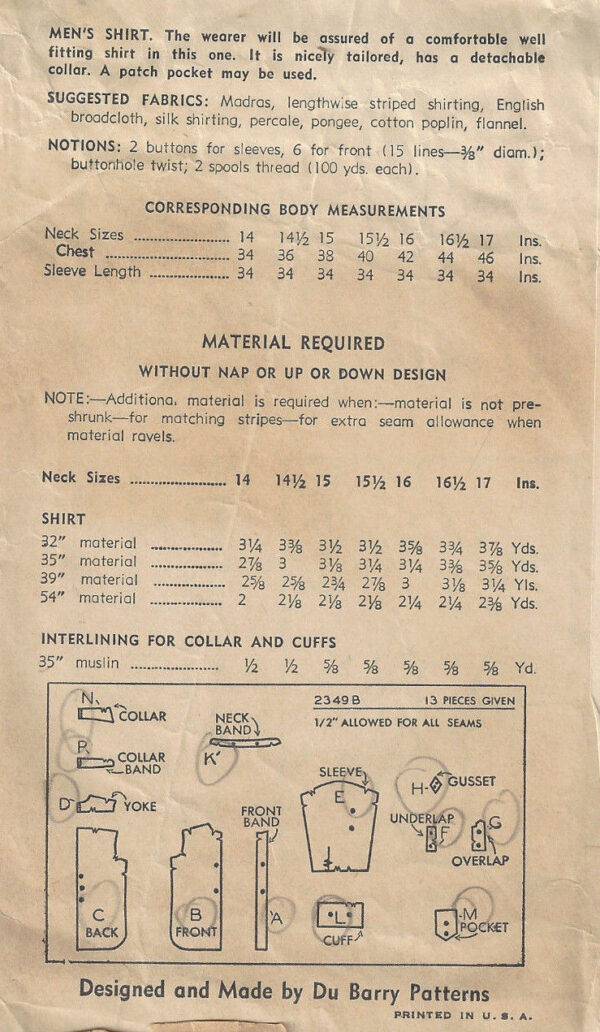 MEN'S SHIRT. The wearer will be assured of a comfortable well
fitting shirt in this one. It is nicely tailored, has a detachable
collar. A patch pocket may be used.
SUGGESTED FABRICS: Madras, lengthwise striped shirting, English
broadcloth, silk shirting, percale, pongee, cotton poplin, flannel.
NOTIONS: 2 buttons for sleeves, 6 for front (15 lines—⅜" diam.);
buttonhole twist; 2 spools thread (100 yds. each).
CORRESPONDING BODY MEASUREMENTS
Neck Sizes ........................ 14 14½ 15 15½ 16 16½ 17 Ins.
Chest ............................... 34 36 38 40 42 44 46 Ins.
Sleeve Length .................... 34 34 34 34 34 34 34 Ins.
MATERIAL REQUIRED
WITHOUT NAP OR UP OR DOWN DESIGN
NOTE:—Additiona. material is required when:—material is not pre-
shrunk—for matching stripes—for extra seam allowance when
material ravels.
Neck Sizes ........................ 14 14½ 15 15½ 16 16½ 17 Ins.
SHIRT
32" material .................. 3¼ 3⅜ 3½ 3½ 3⅝ 3¾ 3⅞ Yds.
35" material .................. 2⅞ 3 3⅛ 3¼ 3¼ 3⅜ 3⅝ Yds.
39" material .................. 2⅝ 2⅝ 2¾ 2⅞ 3 3⅛ 3¼ Yls.
54" material .................. 2 2⅛ 2⅛ 2⅛ 2¼ 2¼ 2⅜ Yds.
INTERLINING FOR COLLAR AND CUFFS
35" muslin ...................... ½ ½ ⅝ ⅝ ⅝ ⅝ ⅝ Yd.
2349B 13 PIECES GIVEN
1/2" ALLOWED FOR ALL SEAMS
N COLLAR
NECK
BAND
K
P COLLAR
BAND
D YOKE
SLEEVE
E
H GUSSET
FRONT
BAND
UNDERLAP
F
G
OVERLAP
C
BACK
B
FRONT
A
L
CUFF
M
POCKET
Designed and Made by Du Barry Patterns
PRINTED IN U. S. A.